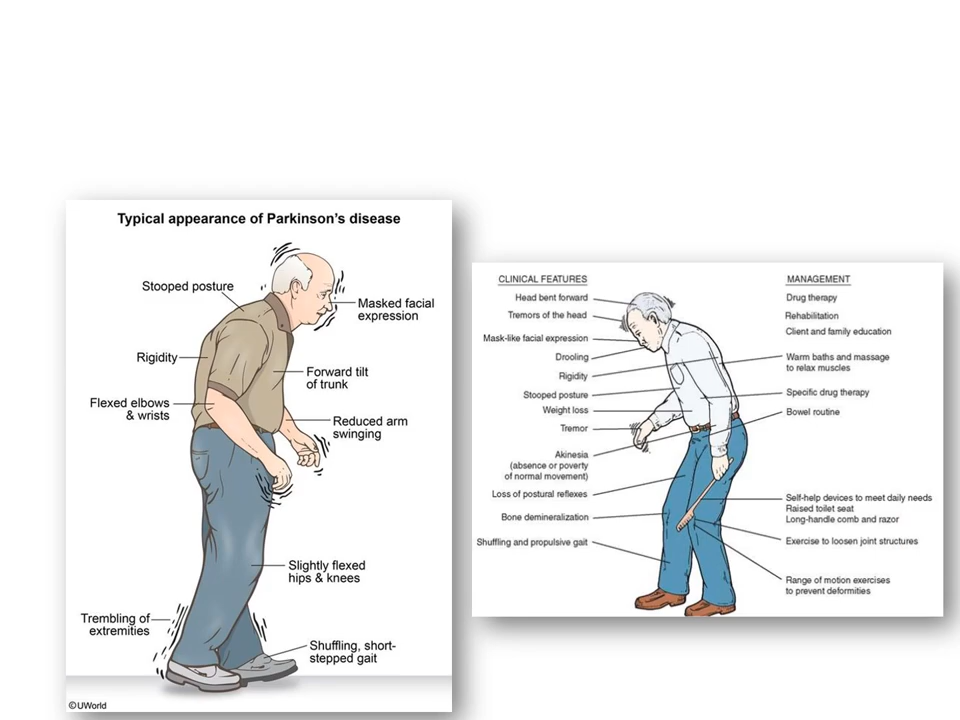 Typical appearance of Parkinson's disease
Stooped posture
Masked facial
expression
Rigidity
Forward tilt
of trunk
Flexed elbows
& wrists
Reduced arm
swinging
Slightly flexed
hips & knees
Trembling of
extremities
Shuffling, short-
stepped gait
©UWorld
CLINICAL FEATURES
Head bent forward
Tremors of the head
Mask-like facial expression
Drooling
Rigidity
Stooped posture
Weight loss
Tremor
Akinesia
(absence or poverty
of normal movement)
Loss of postural reflexes
Bone demineralization
Shuffling and propulsive gait
MANAGEMENT
Drug therapy
Rehabilitation
Client and family education
Warm baths and massage
to relax muscles
Specific drug therapy
Bowel routine
Self-help devices to meet daily needs
Raised toilet seat
Long-handle comb and razor
Exercise to loosen joint structures
Range of motion exercises
to prevent deformities